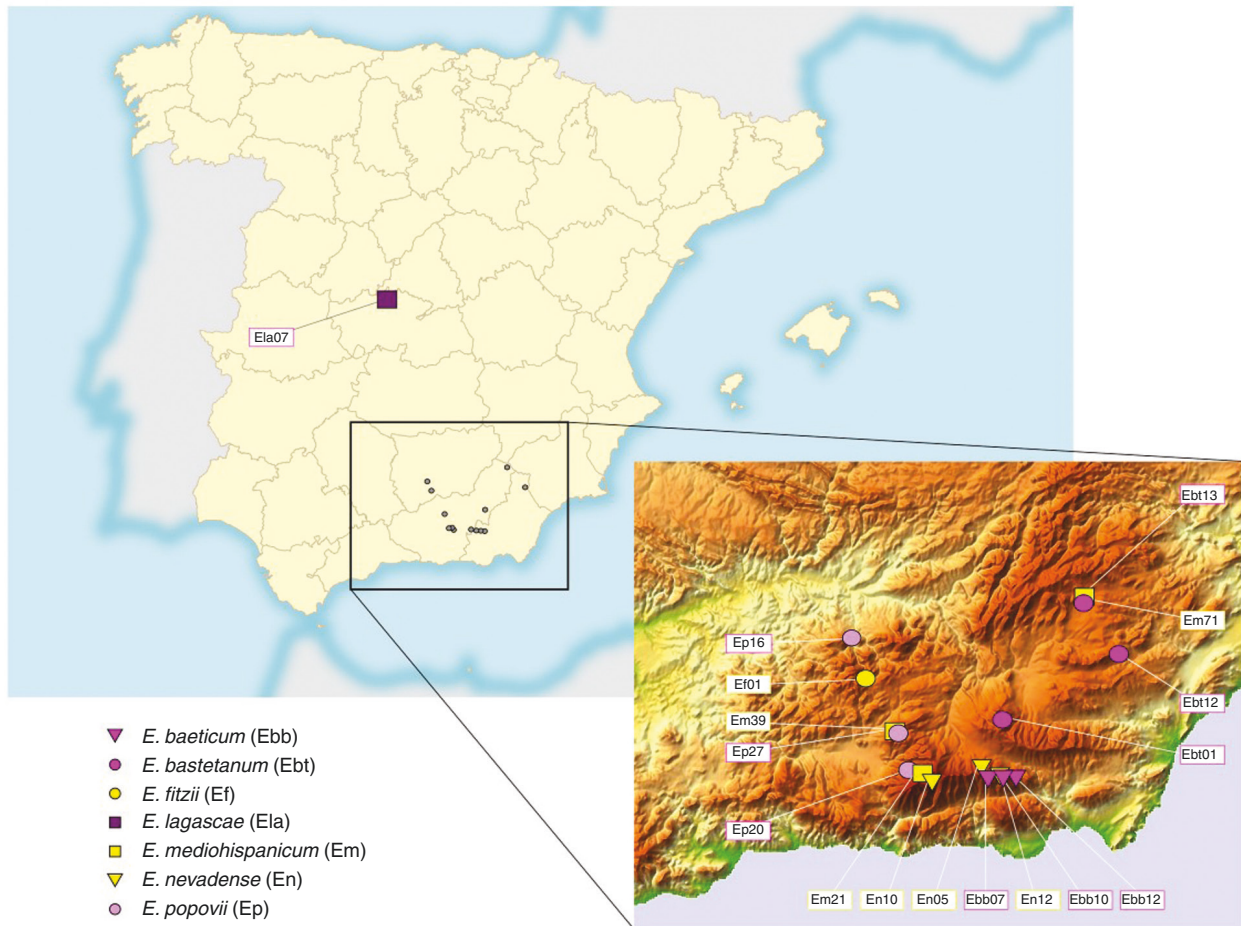 Ela07
Ebt13
Em71
Ep16
Ef01
Ebt12
Em39
Ep27
Ebt01
Ep20
Em21 En10 En05 Ebb07 En12 Ebb10 Ebb12
E. baeticum (Ebb)
E. bastetanum (Ebt)
E. fitzii (Ef)
E. lagascae (Ela)
E. mediohispanicum (Em)
E. nevadense (En)
E. popovii (Ep)